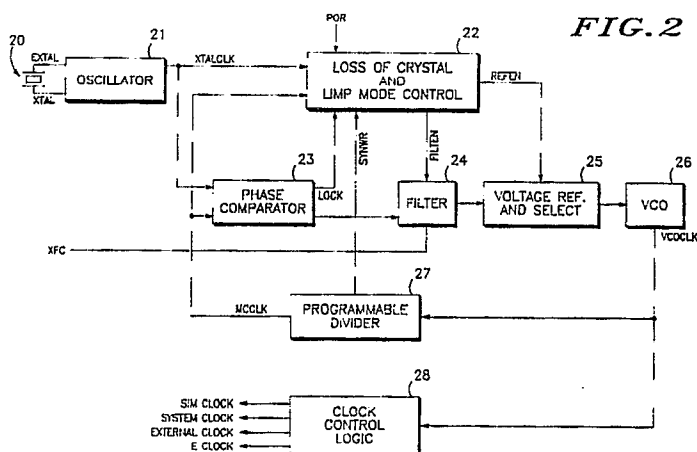 FIG. 2
POR
20
EXTAL
XTAL
21
OSCILLATOR
XTALCLK
22
LOSS OF CRYSTAL
AND
LIMP MODE CONTROL
REFEN
LOCK
SYNWR
FILTEN
23
PHASE
COMPARATOR
24
FILTER
25
VOLTAGE REF.
AND SELECT
26
VCO
VCOCLK
XFC
27
PROGRAMMABLE
DIVIDER
MCCLK
28
CLOCK
CONTROL
LOGIC
SIM CLOCK
SYSTEM CLOCK
EXTERNAL CLOCK
E CLOCK